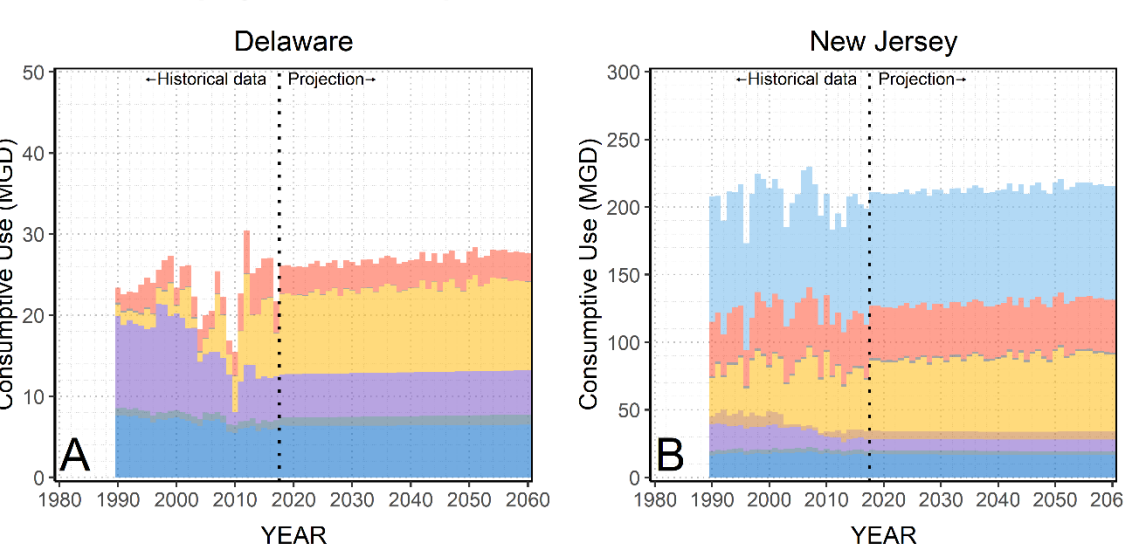 Delaware
New Jersey
←Historical data Projection→
←Historical data Projection→
Consumptive Use (MGD)
50
40
30
20
10
0
A
1980 1990 2000 2010 2020 2030 2040 2050 2060
YEAR
Consumptive Use (MGD)
300
250
200
150
100
50
0
B
1980 1990 2000 2010 2020 2030 2040 2050 206
YEAR